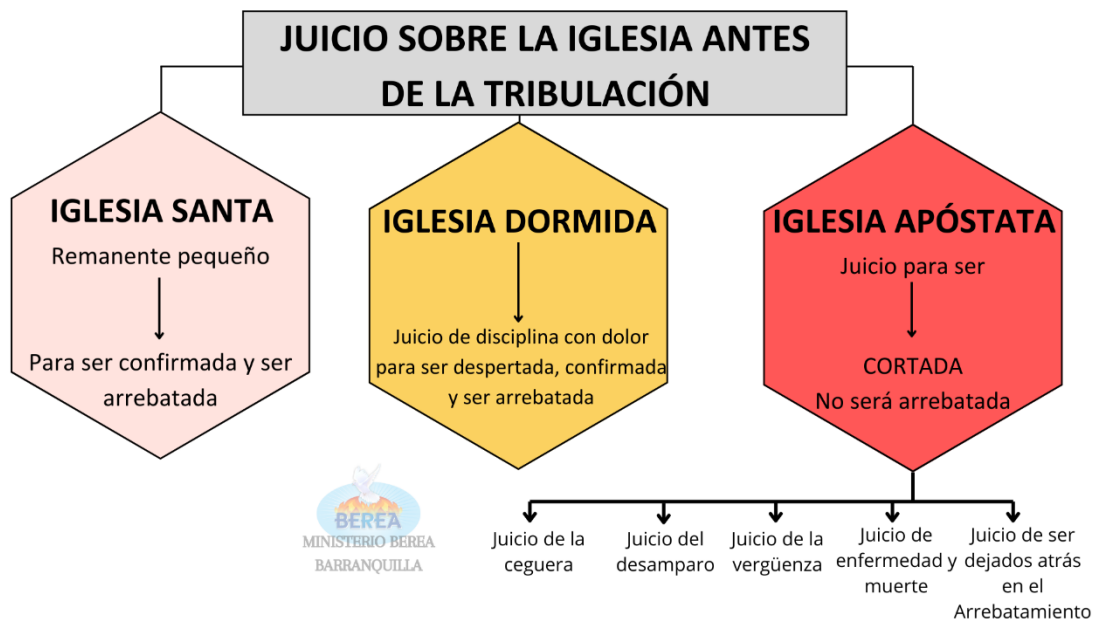 JUICIO SOBRE LA IGLESIA ANTES
DE LA TRIBULACIÓN
IGLESIA SANTA
Remanente pequeño
Para ser confirmada y ser
arrebatada
IGLESIA DORMIDA
Juicio de disciplina con dolor
para ser despertada, confirmada
y ser arrebatada
IGLESIA APÓSTATA
Juicio para ser
CORTADA
No será arrebatada
BEREA
MINISTERIO BEREA
BARRANQUILLA
Juicio de la
ceguera
Juicio del
desamparo
Juicio de la
vergüenza
Juicio de
enfermedad y
muerte
Juicio de ser
dejados atrás
en el
Arrebatamiento